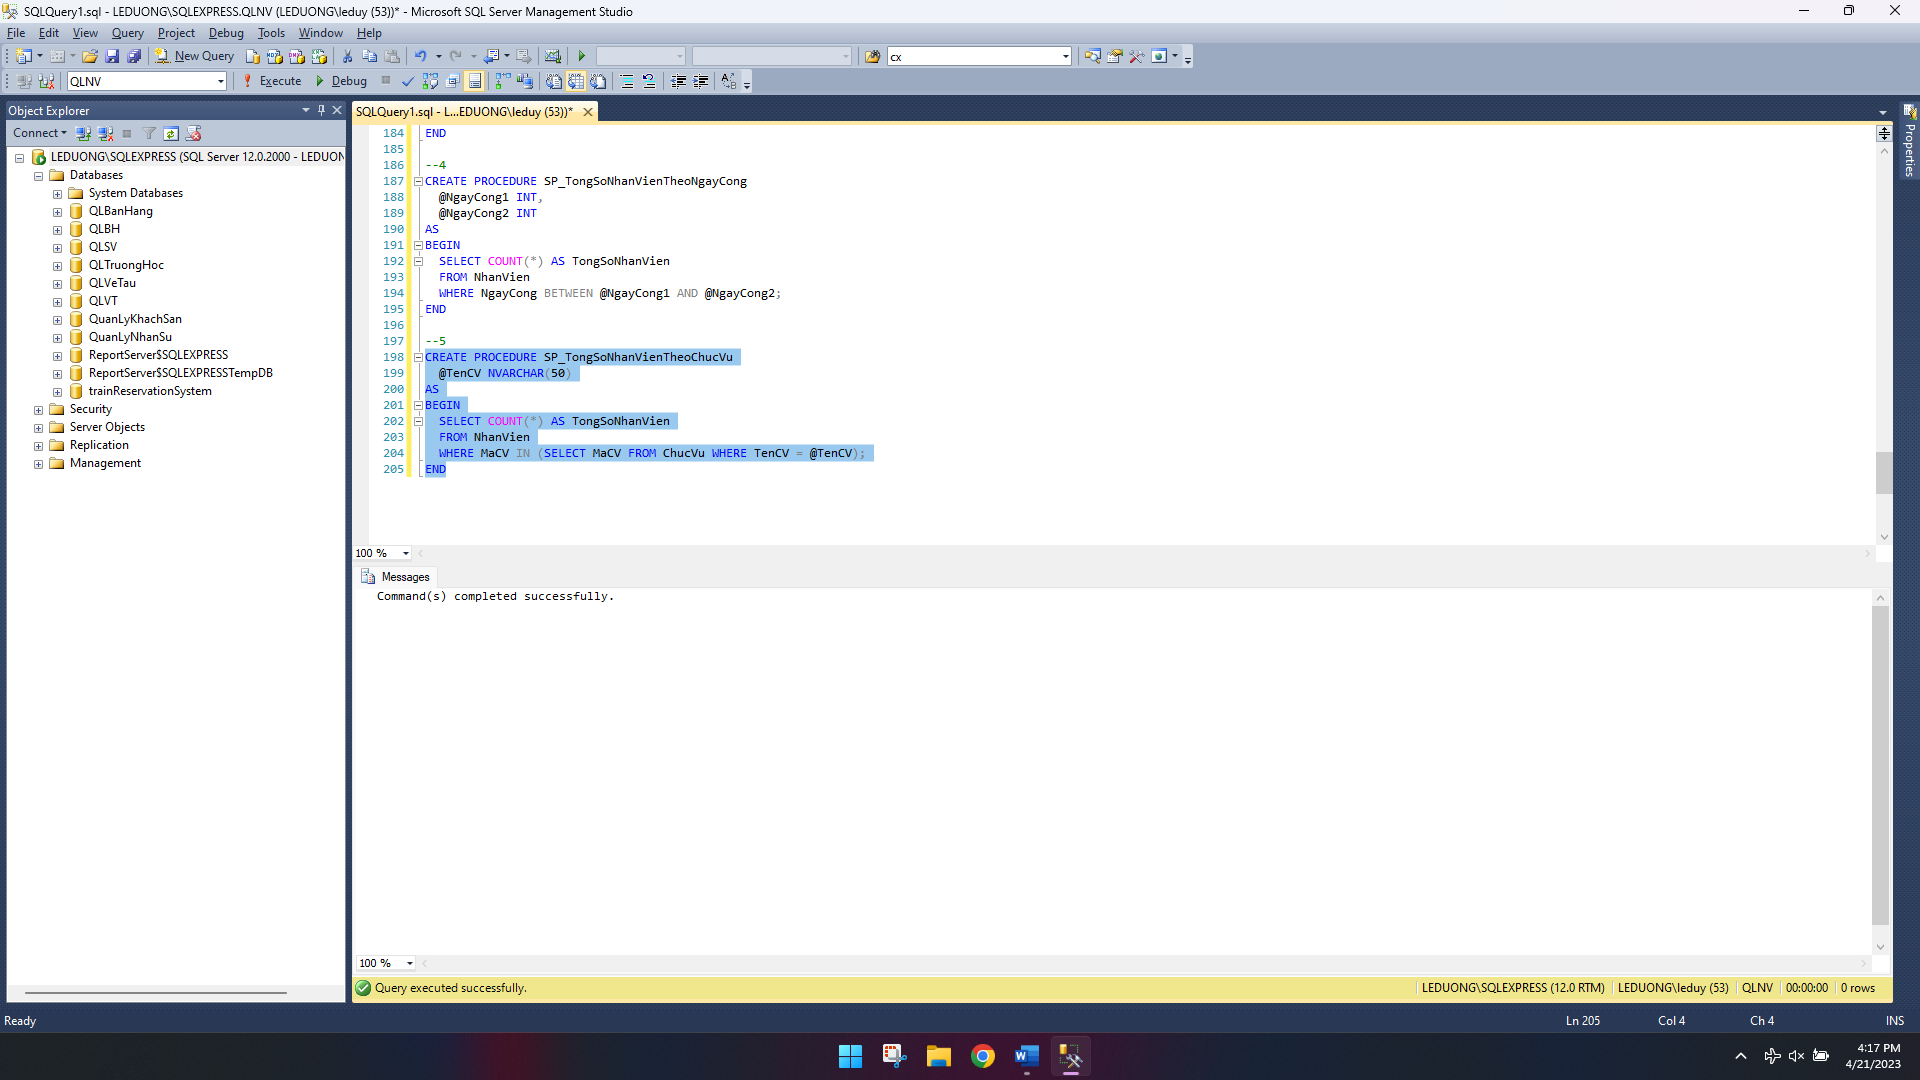 SQLQuery1.sql - LEDUONG\SQLEXPRESS.QLNV (LEDUONG\leduy (53))* - Microsoft SQL Server Management Studio
File Edit View Query Project Debug Tools Window Help
New Query
cx
QLNV
Execute
Debug
Object Explorer
SQLQuery1.sql - L...EDUONG\leduy (53))*
Properties
Connect
LEDUONG\SQLEXPRESS (SQL Server 12.0.2000 - LEDUON
Databases
System Databases
QLBanHang
QLBH
QLSV
QLTruongHoc
QLVeTau
QLVT
QuanLyKhachSan
QuanLyNhanSu
ReportServer$SQLEXPRESS
ReportServer$SQLEXPRESSTempDB
trainReservationSystem
Security
Server Objects
Replication
Management
184 END
185
186 --4
187 CREATE PROCEDURE SP_TongSoNhanVienTheoNgayCong
188 @NgayCong1 INT,
189 @NgayCong2 INT
190 AS
191 BEGIN
192 SELECT COUNT(*) AS TongSoNhanVien
193 FROM NhanVien
194 WHERE NgayCong BETWEEN @NgayCong1 AND @NgayCong2;
195 END
196
197 --5
198 CREATE PROCEDURE SP_TongSoNhanVienTheoChucVu
199 @TenCV NVARCHAR(50)
200 AS
201 BEGIN
202 SELECT COUNT(*) AS TongSoNhanVien
203 FROM NhanVien
204 WHERE MaCV IN (SELECT MaCV FROM ChucVu WHERE TenCV = @TenCV);
205 END
100 %
Messages
Command(s) completed successfully.
100 %
Query executed successfully.
LEDUONG\SQLEXPRESS (12.0 RTM) LEDUONG\leduy (53) QLNV 00:00:00 0 rows
Ready
Ln 205 Col 4 Ch 4 INS
4:17 PM
4/21/2023